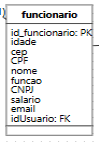 funcionario
id_funcionario: PK
idade
cep
CPF
nome
funcao
CNPJ
salario
email
idUsuario: FK